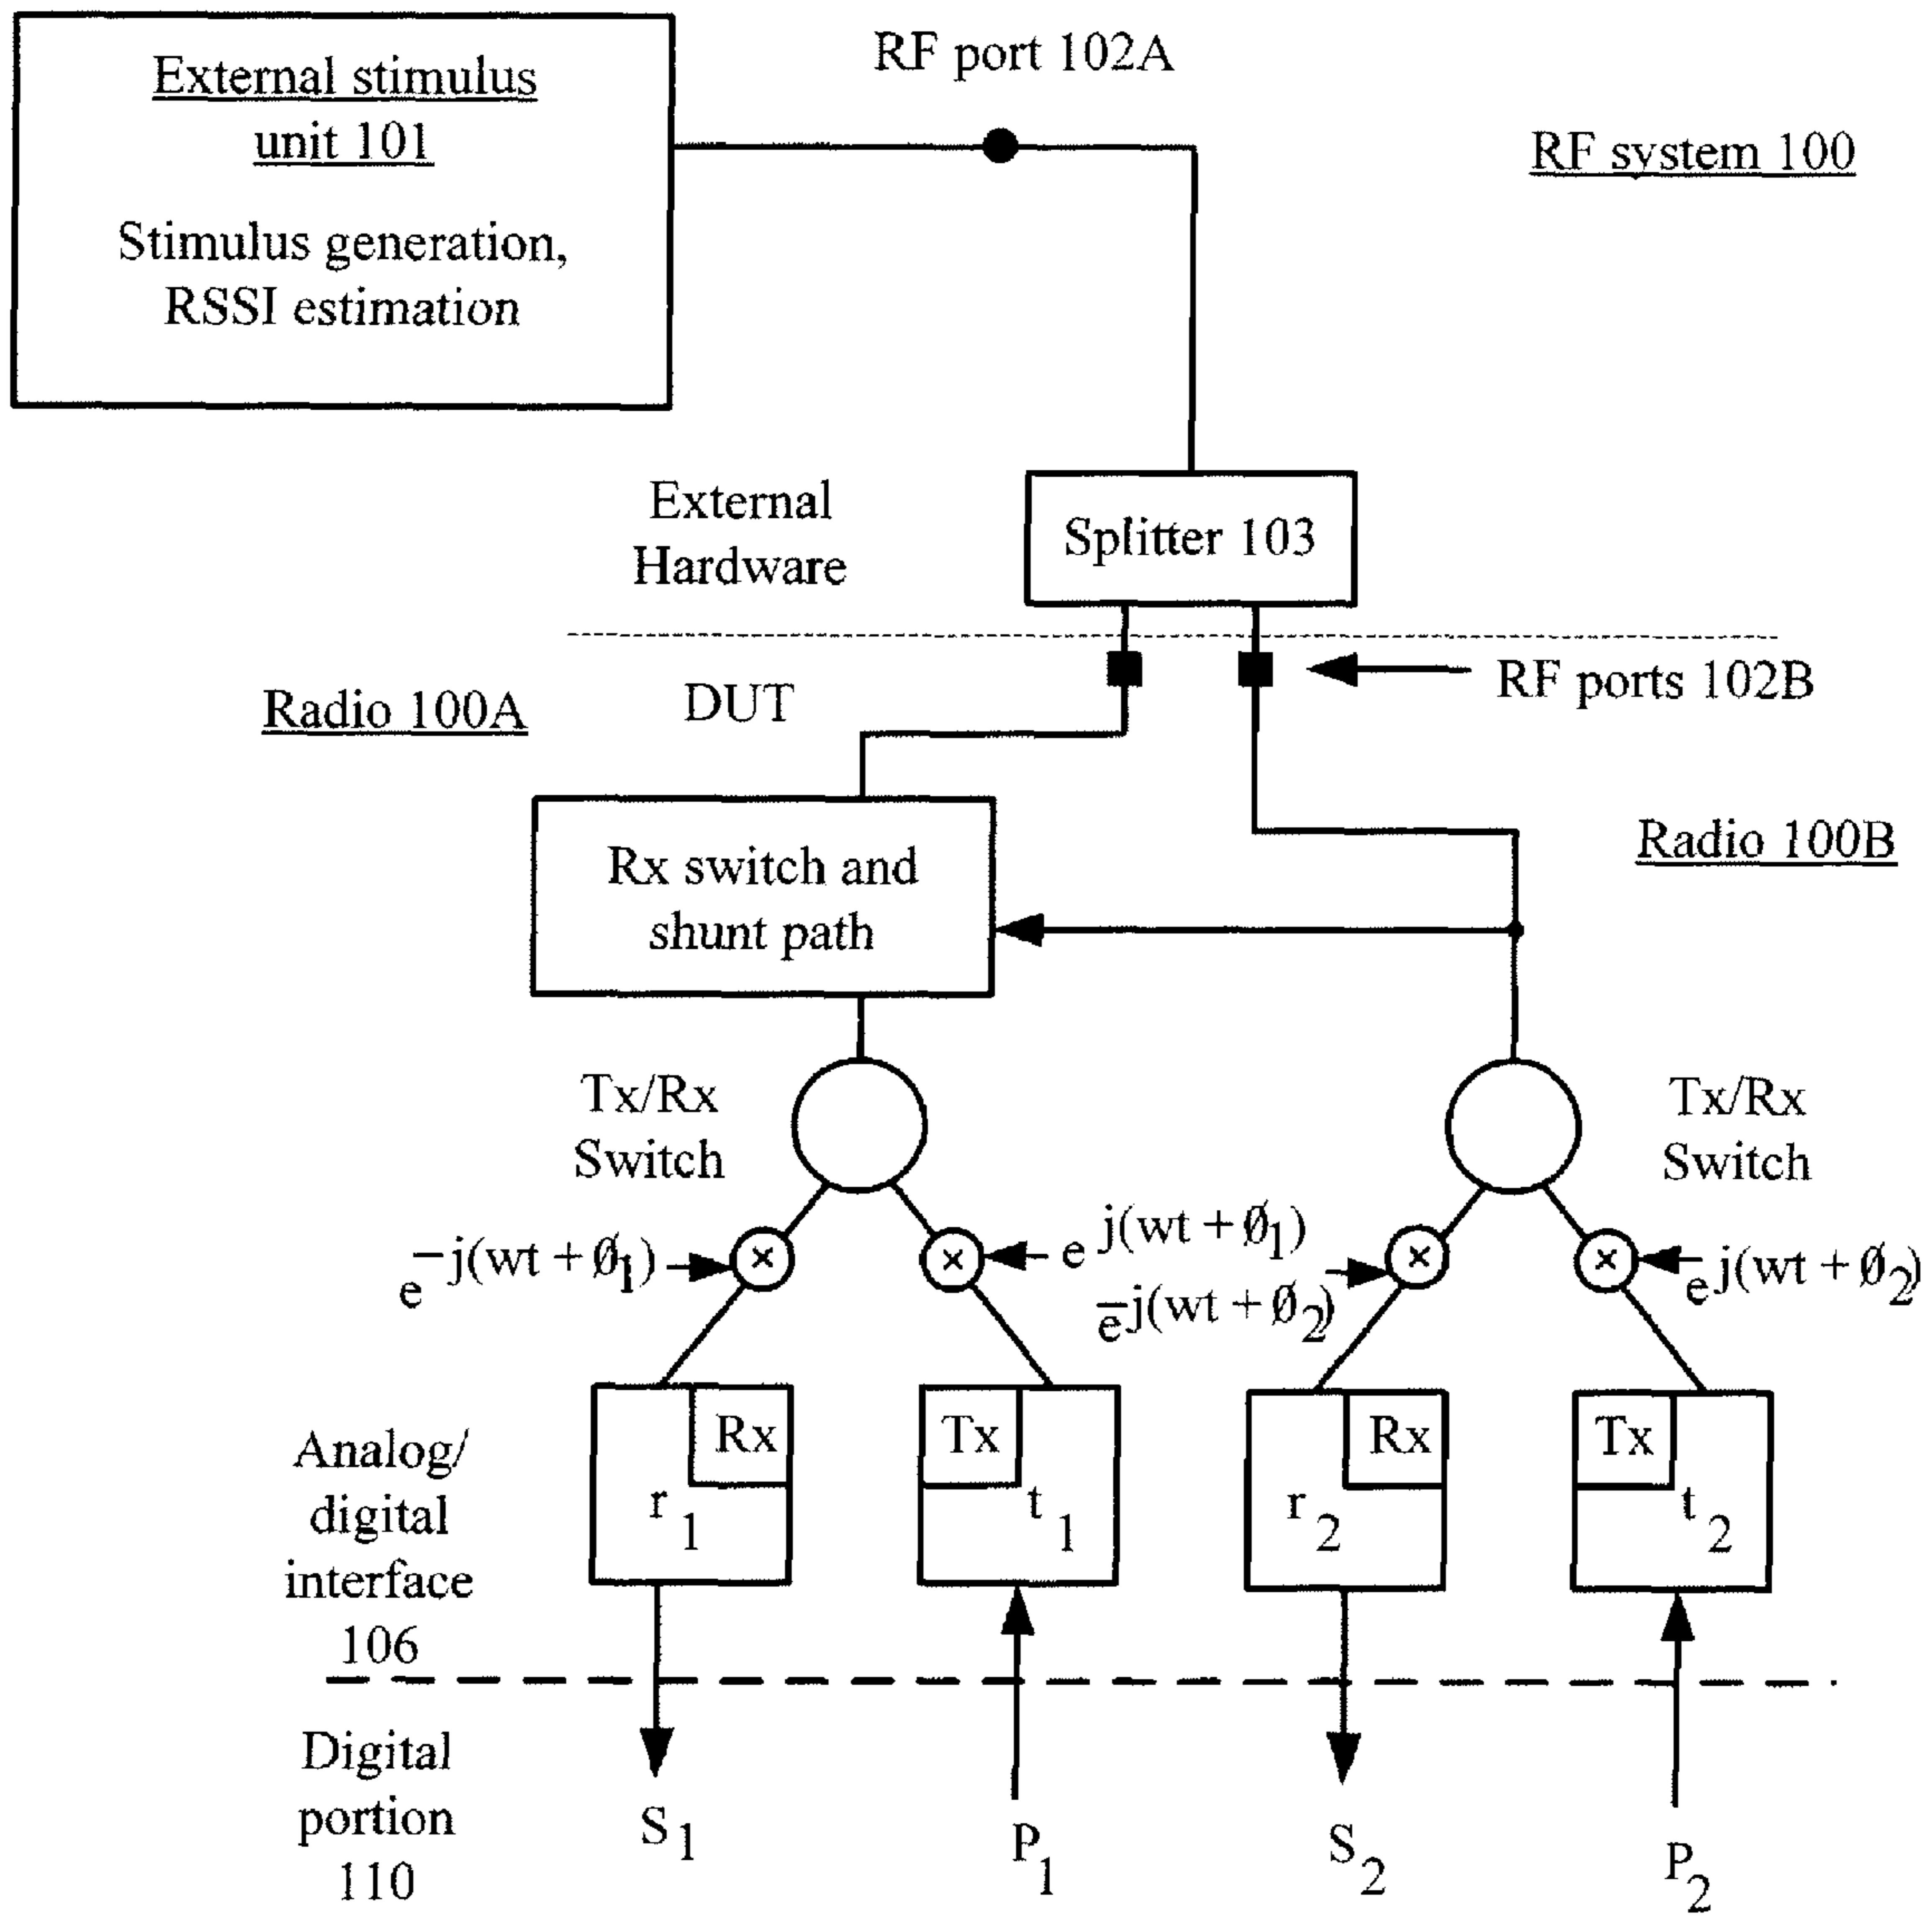 External stimulus
unit 101
Stimulus generation,
RSSI estimation
RF port 102A
RF system 100
External
Hardware
Splitter 103
RF ports 102B
DUT
Radio 100A
Rx switch and
shunt path
Radio 100B
Tx/Rx
Switch
Tx/Rx
Switch
e^-j(wt + Ø1)
x
x
e^j(wt + Ø1)
e^-j(wt + Ø2)
x
x
e^j(wt + Ø2)
Analog/
digital
interface
106
Rx
r1
Tx
t1
Rx
r2
Tx
t2
Digital
portion
110
S1
P1
S2
P2